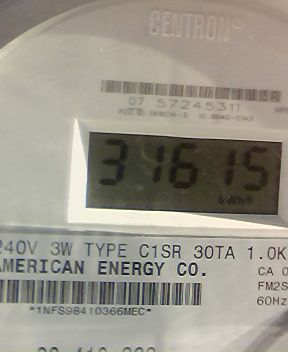 CENTRON®
07 57245311
31615
kWh
240V 3W TYPE C1SR 30TA 1.0K
AMERICAN ENERGY CO.
CA 0
FM2S
60Hz
*1NFS98410366MEC*